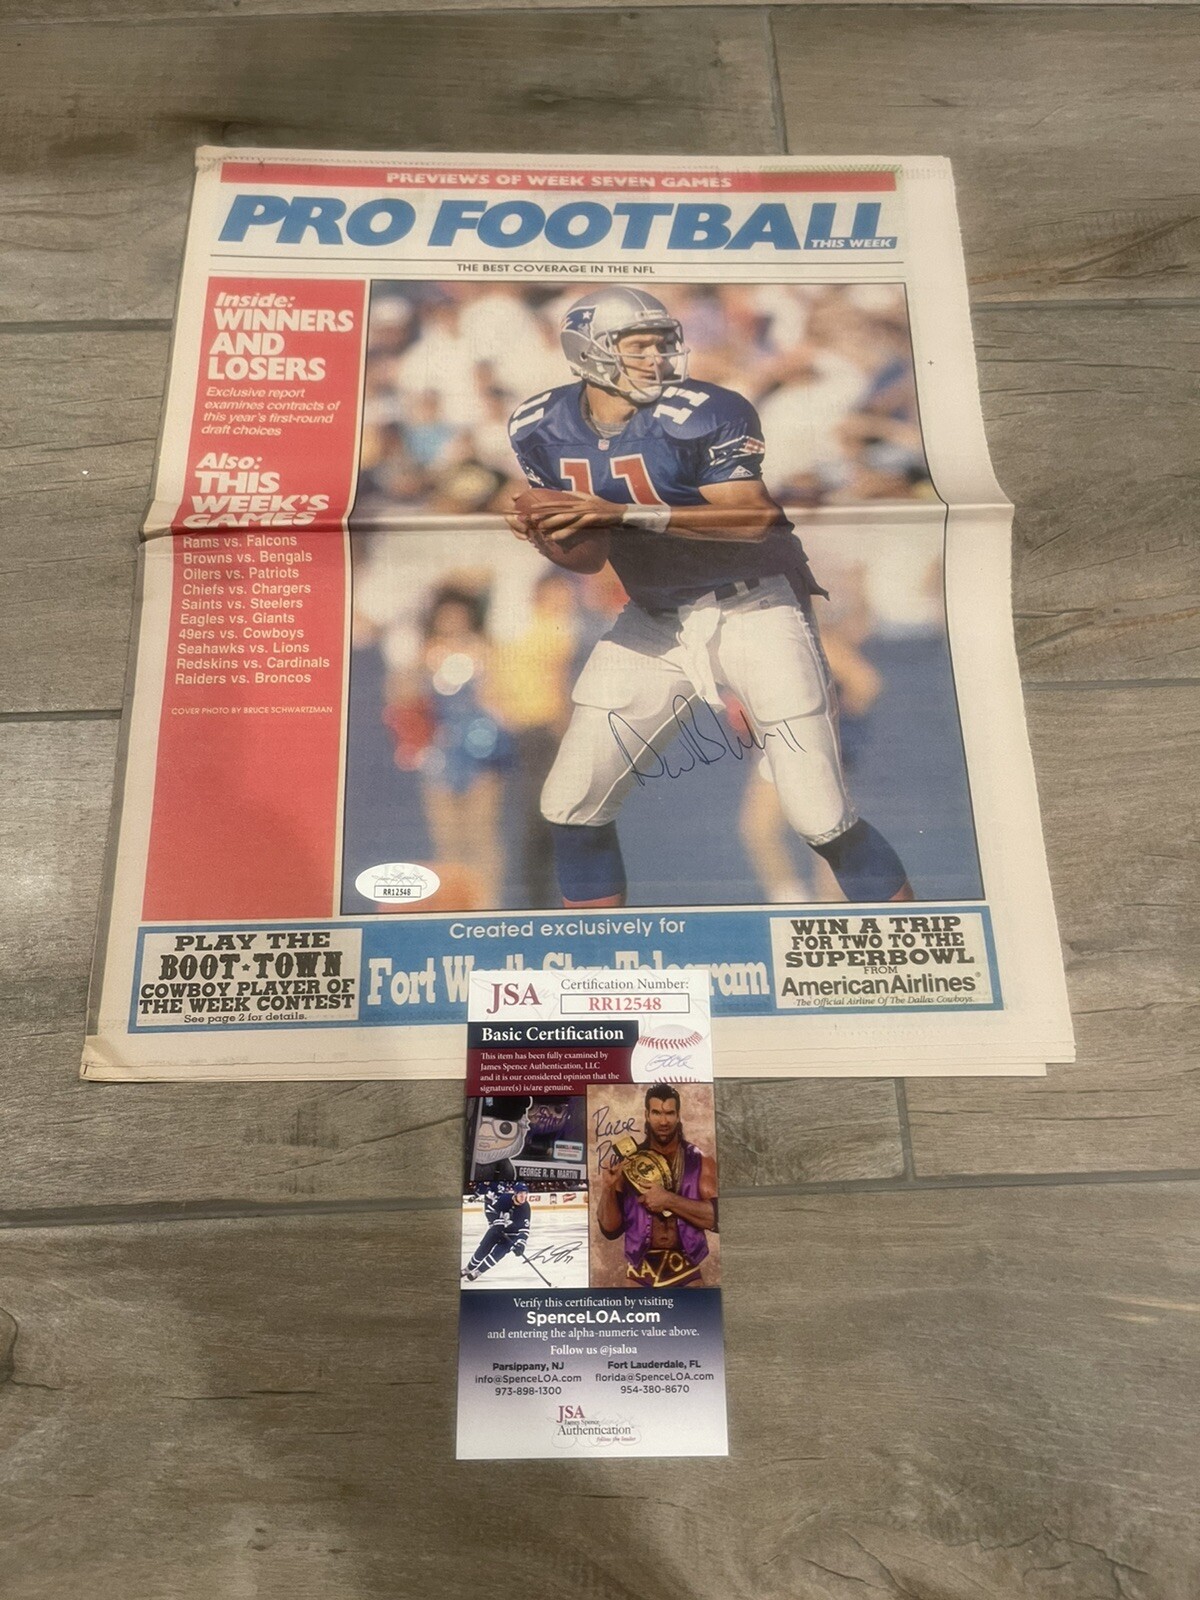 PREVIEWS OF WEEK SEVEN GAMES
PRO FOOTBALL
THIS WEEK
THE BEST COVERAGE IN THE NFL
Inside:
WINNERS
AND
LOSERS
Exclusive report
examines contracts of
this year's first-round
draft choices
Also:
THIS
WEEK'S
GAMES
Rams vs. Falcons
Browns vs. Bengals
Oilers vs. Patriots
Chiefs vs. Chargers
Saints vs. Steelers
Eagles vs. Giants
49ers vs. Cowboys
Seahawks vs. Lions
Redskins vs. Cardinals
Raiders vs. Broncos
COVER PHOTO BY BRUCE SCHWARTZMAN
11
11
11
11
RR12548
PLAY THE
BOOT★TOWN
COWBOY PLAYER OF
THE WEEK CONTEST
See page 2 for details.
Created exclusively for
Fort
WIN A TRIP
FOR TWO TO THE
SUPERBOWL
FROM
AmericanAirlines®
The Official Airline Of The Dallas Cowboys.
JSA
Certification Number:
RR12548
Basic Certification
This item has been fully examined by
James Spence Authentication, LLC
and it is our considered opinion that the
signature(s) is/are genuine.
GEORGE R. R. MARTIN
Razor
Verify this certification by visiting
SpenceLOA.com
and entering the alpha-numeric value above.
Follow us @jsaloa
Parsippany, NJ
info@SpenceLOA.com
973-898-1300
Fort Lauderdale, FL
florida@SpenceLOA.com
954-380-8670
JSA
James Spence
Authentication